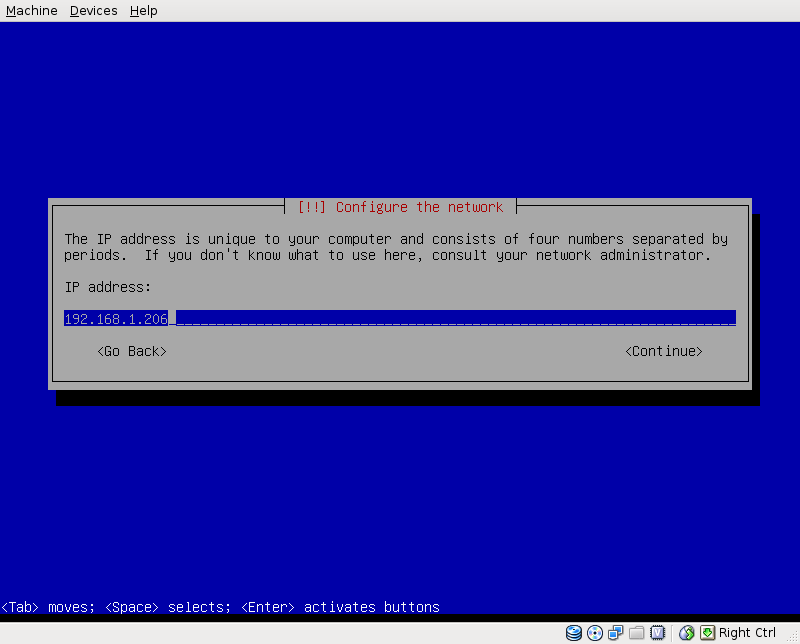 Machine Devices Help
[!!] Configure the network
The IP address is unique to your computer and consists of four numbers separated by
periods.  If you don't know what to use here, consult your network administrator.
IP address:
192.168.1.206
<Go Back> <Continue>
<Tab> moves; <Space> selects; <Enter> activates buttons
Right Ctrl